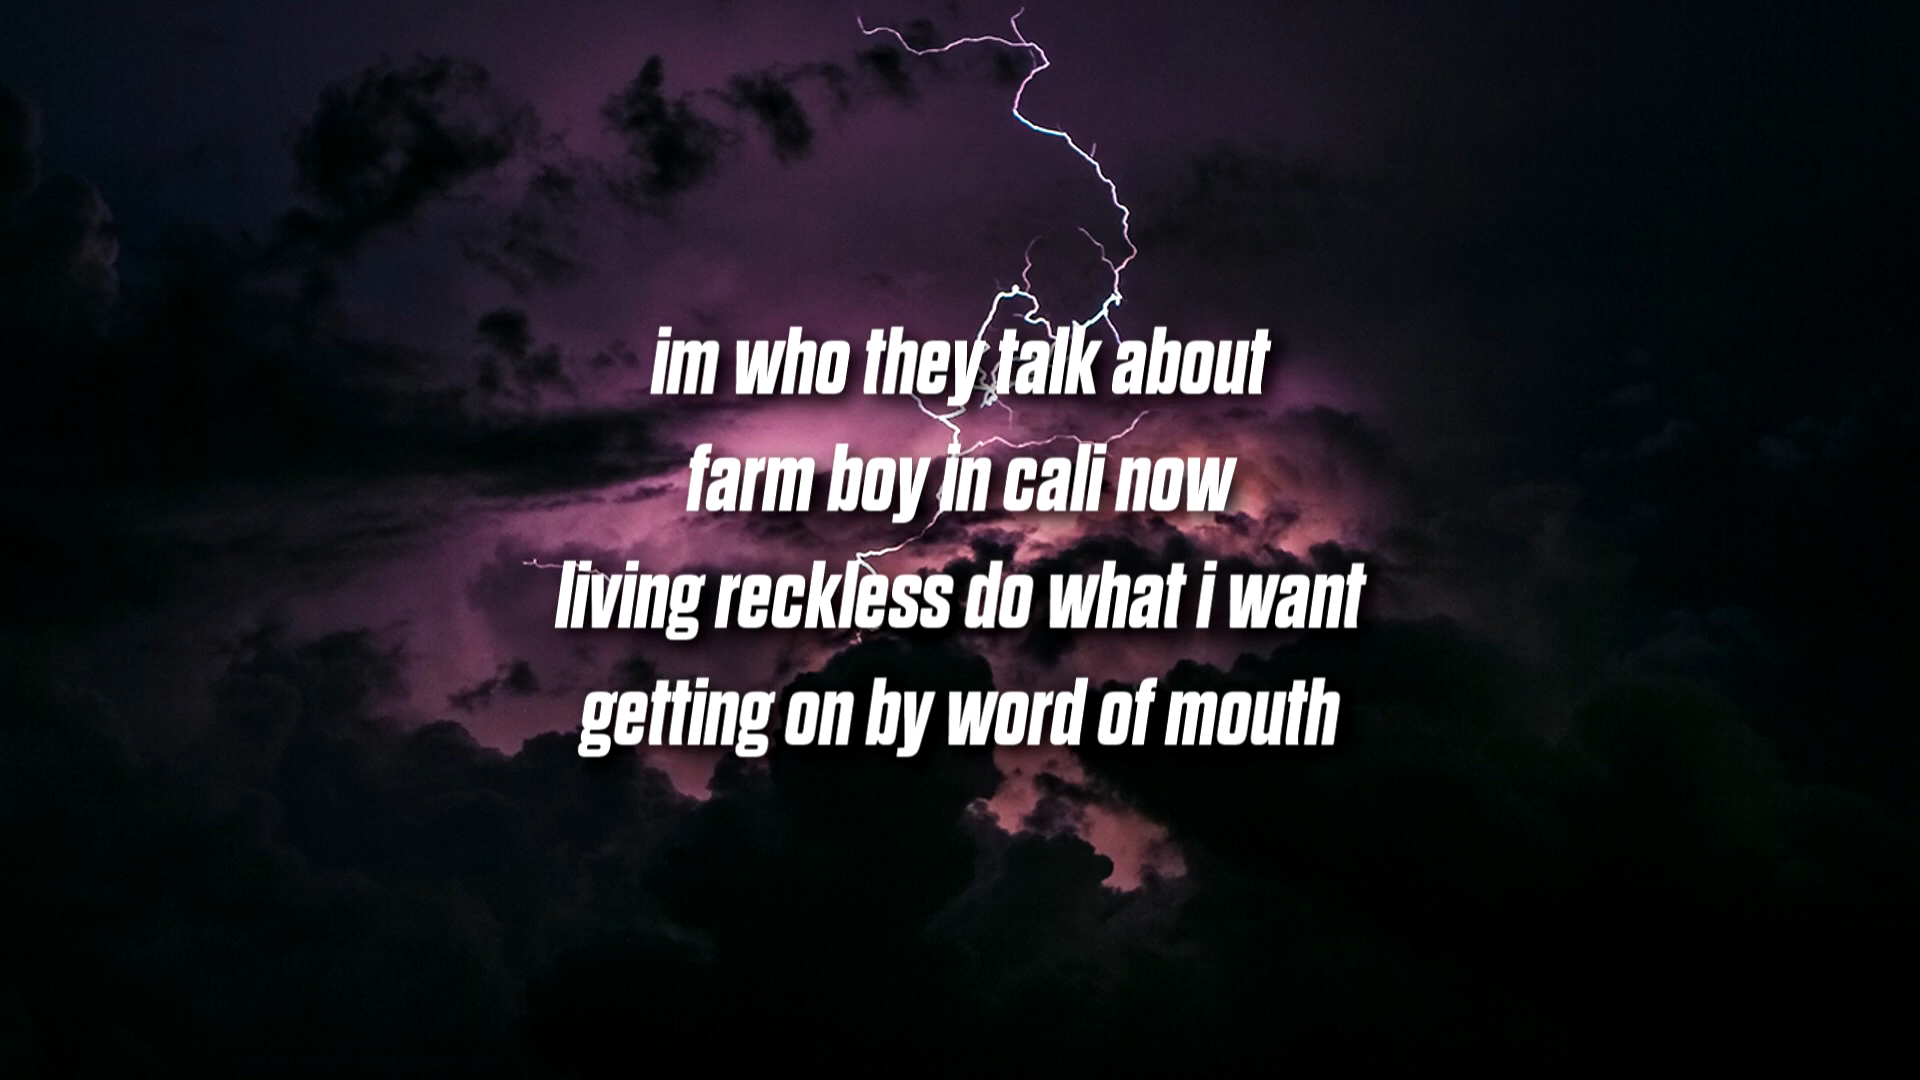 im who they talk about
farm boy in cali now
living reckless do what i want
getting on by word of mouth